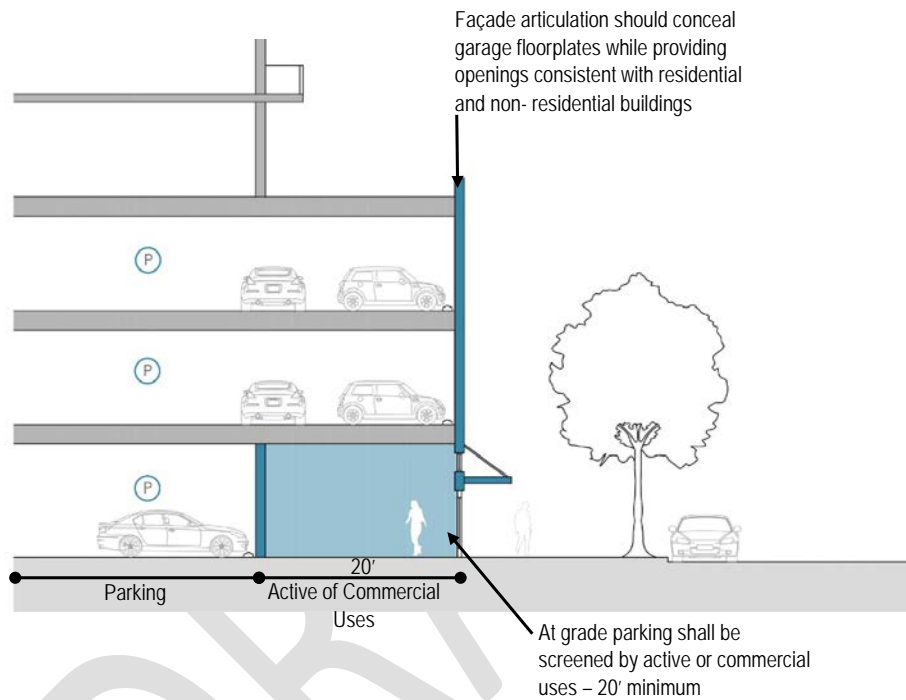 Façade articulation should conceal
garage floorplates while providing
openings consistent with residential
and non- residential buildings
P
P
P
20'
Parking
Active of Commercial
Uses
At grade parking shall be
screened by active or commercial
uses – 20' minimum